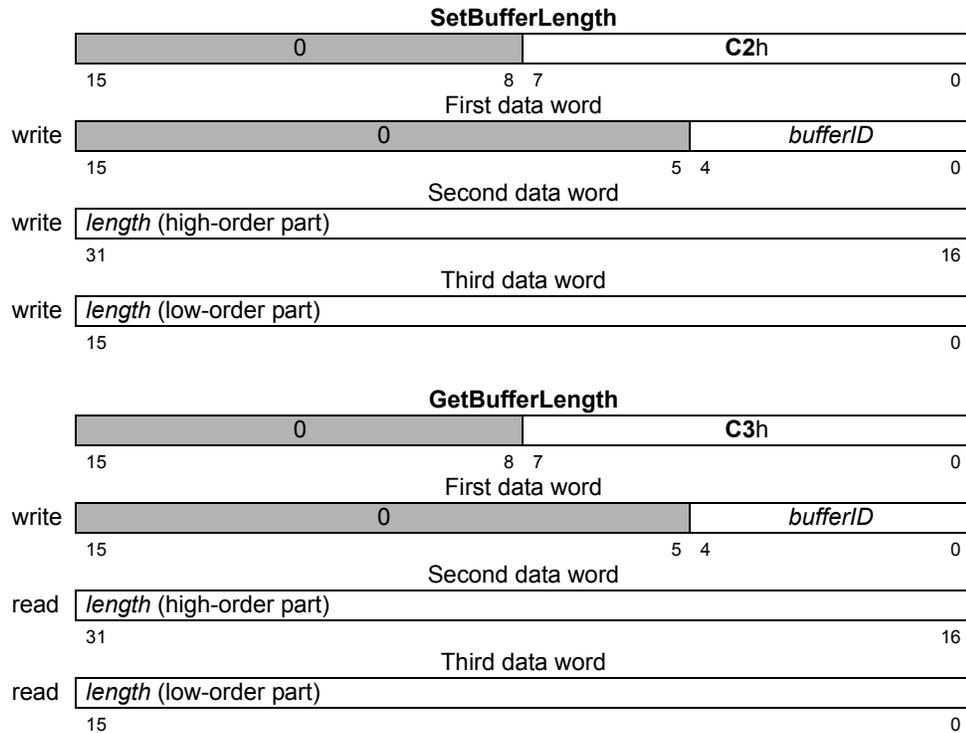 SetBufferLength
0 C2h
15 8 7 0
First data word
write 0 bufferID
15 5 4 0
Second data word
write length (high-order part)
31 16
Third data word
write length (low-order part)
15 0
GetBufferLength
0 C3h
15 8 7 0
First data word
write 0 bufferID
15 5 4 0
Second data word
read length (high-order part)
31 16
Third data word
read length (low-order part)
15 0